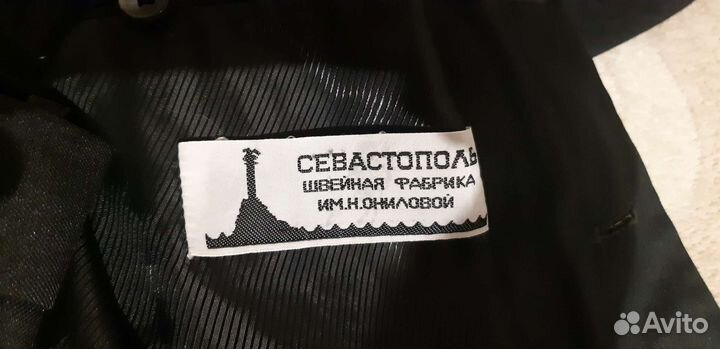 СЕВАСТОПОЛЬ
ШВЕЙНАЯ ФАБРИКА
ИМ.Н.ОНИЛОВОЙ
Avito